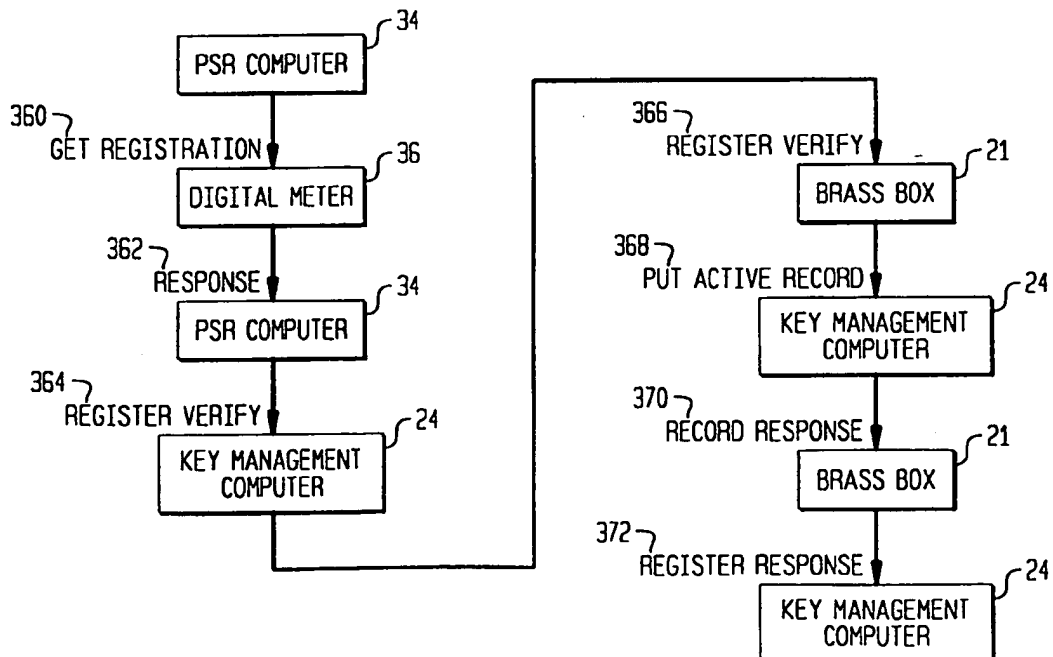 34
PSR COMPUTER
360
GET REGISTRATION
36
DIGITAL METER
362
RESPONSE
34
PSR COMPUTER
364
REGISTER VERIFY
24
KEY MANAGEMENT
COMPUTER
366
REGISTER VERIFY
21
BRASS BOX
368
PUT ACTIVE RECORD
24
KEY MANAGEMENT
COMPUTER
370
RECORD RESPONSE
21
BRASS BOX
372
REGISTER RESPONSE
24
KEY MANAGEMENT
COMPUTER